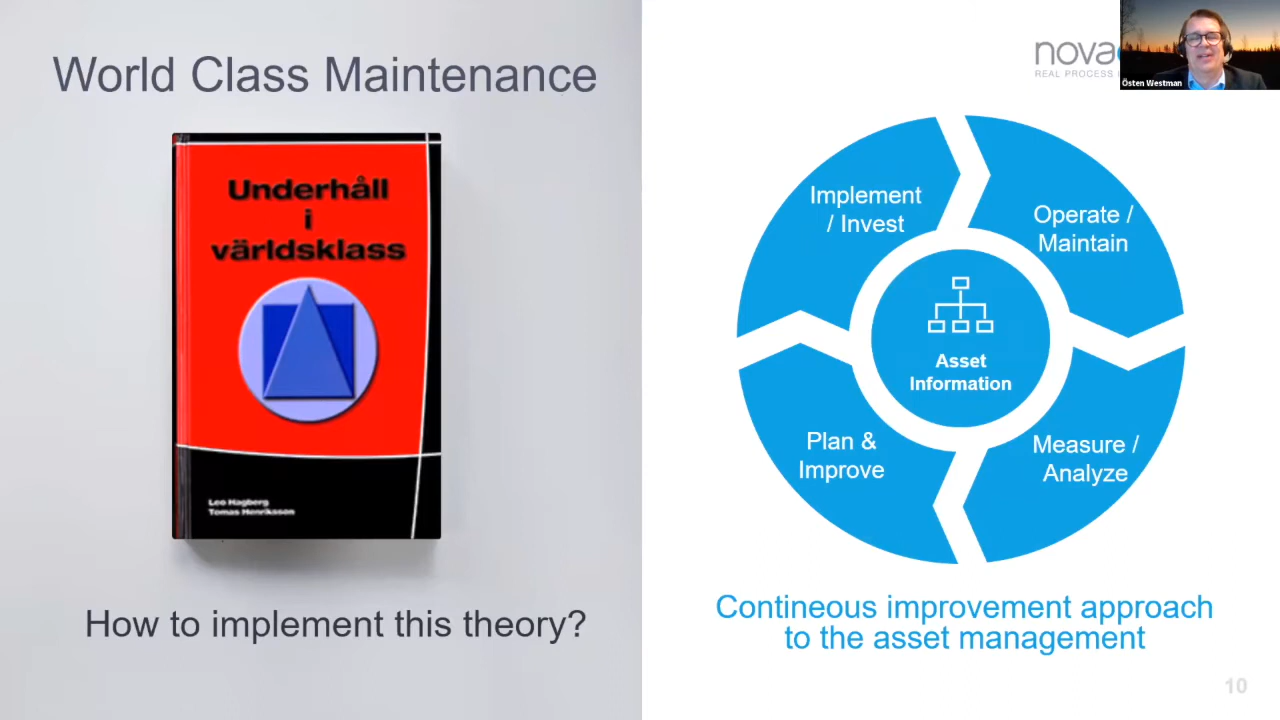 World Class Maintenance
Underhåll
i
världsklass
Leo Hagberg
Tomas Henrikson
How to implement this theory?
REAL PROCESS
Östen Westman
Implement
/ Invest
Operate /
Maintain
Asset
Information
Plan &
Improve
Measure /
Analyze
Contineous improvement approach
to the asset management
10